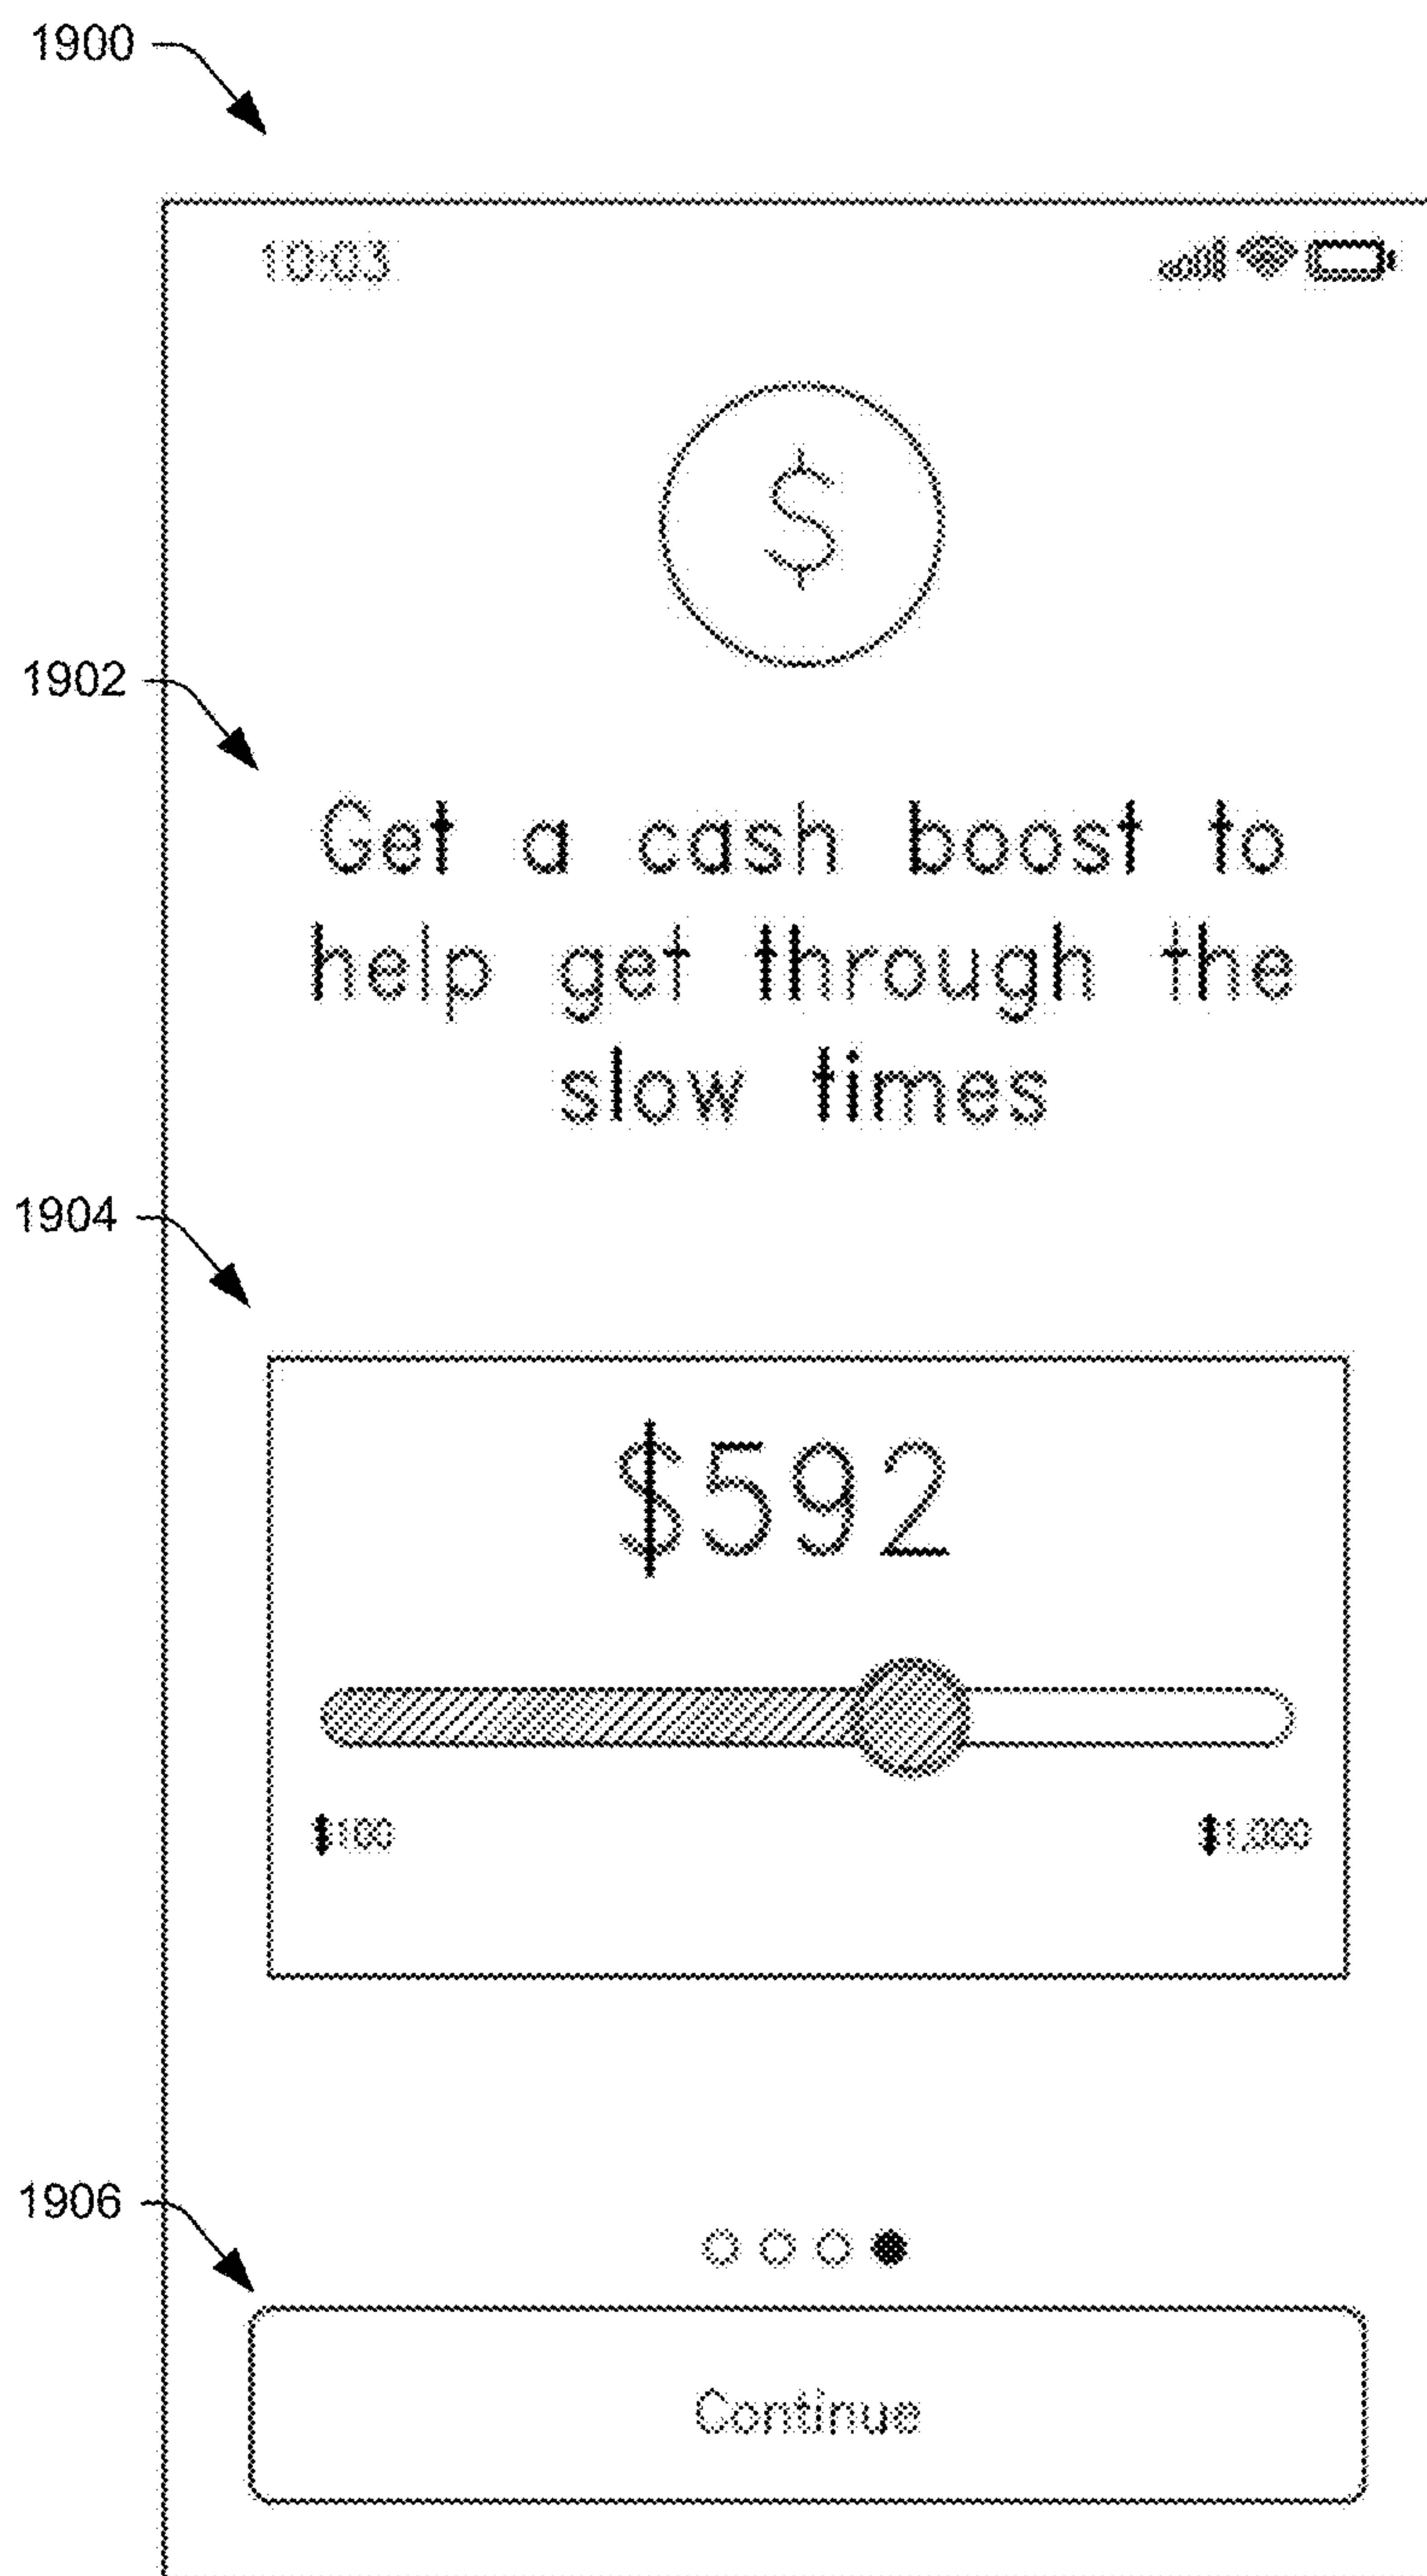 1900
10:03
$
1902
Get a cash boost to
help get through the
slow times
1904
$592
$100 $1,000
1906
Continue